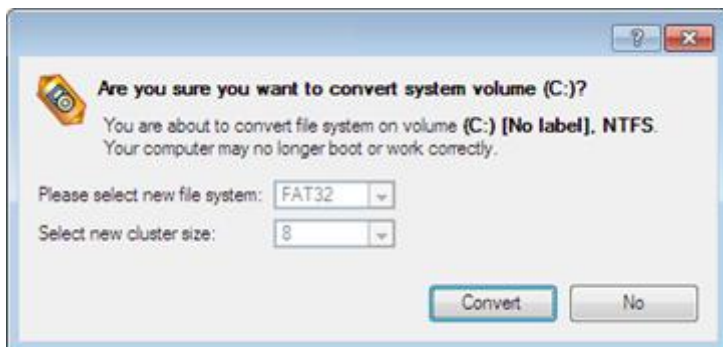 Are you sure you want to convert system volume (C:)?
You are about to convert file system on volume (C:) [No label], NTFS.
Your computer may no longer boot or work correctly.
Please select new file system: FAT32
Select new cluster size: 8
Convert No